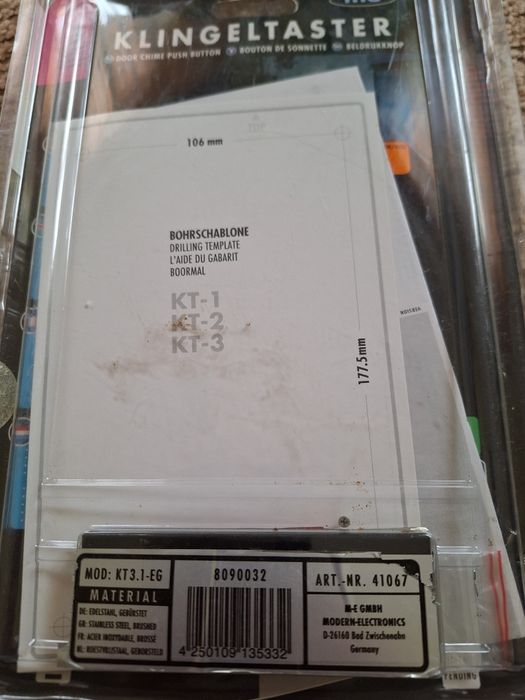 KLINGELTASTER
DOOR CHIME PUSH BUTTON BOUTON DE SONNETTE BELDRUKKNOP
TOP
106 mm
BOHRSCHABLONE
DRILLING TEMPLATE
L'AIDE DU GABARIT
BOORMAL
KT-1
KT-2
KT-3
177.5 mm
MOD: KT3.1-EG
MATERIAL
DE: EDELSTAHL, GEBÜRSTET
GB: STAINLESS STEEL, BRUSHED
FR: ACIER INOXYDABLE, BROSSÉ
NL: ROESTVRIJSTAAL, GEBORSTELD
8090032
4 250109 135332
ART.-NR. 41067
M-E GMBH
MODERN-ELECTRONICS
D-26160 Bad Zwischenahn
Germany